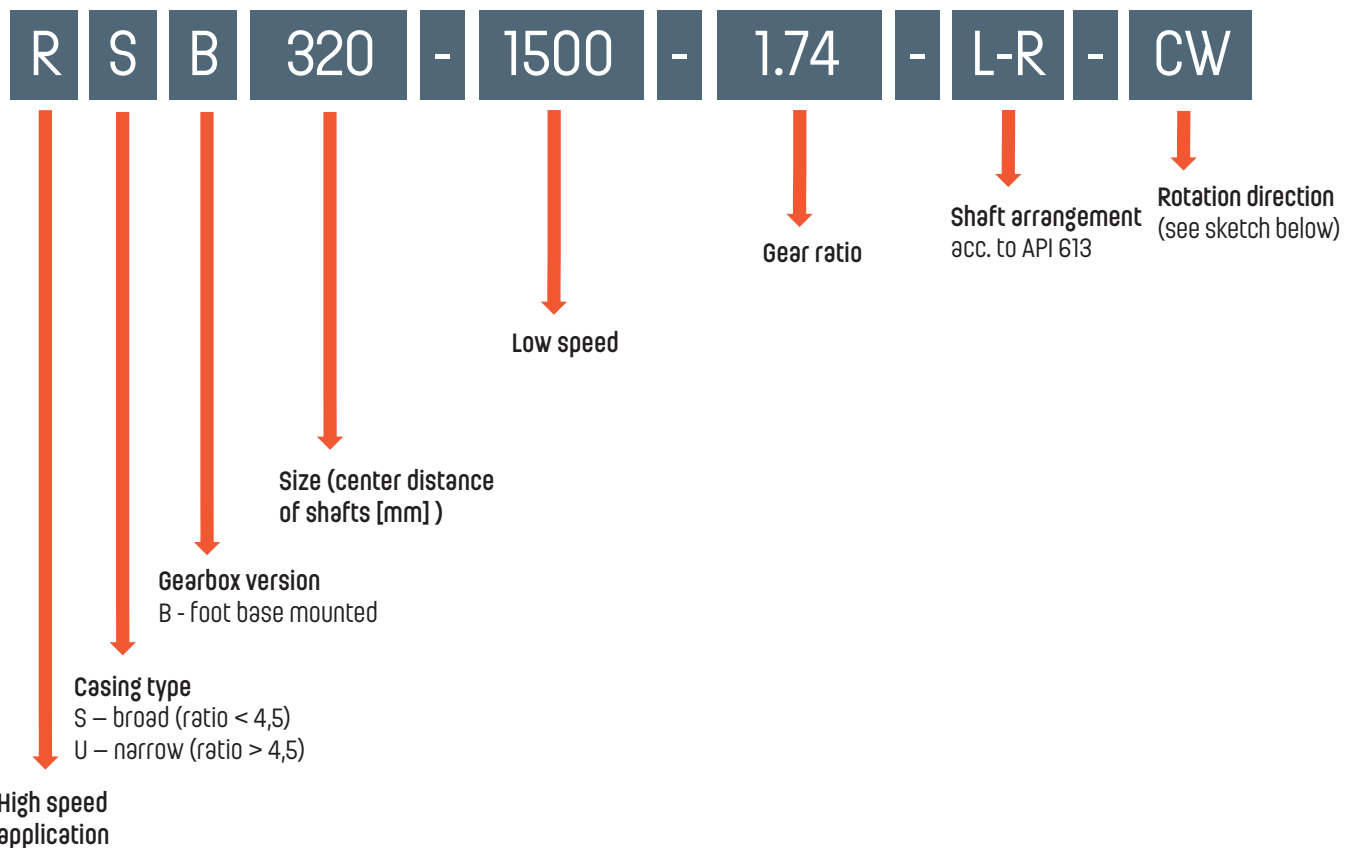 R S B 320 - 1500 - 1.74 - L-R - CW
Rotation direction
(see sketch below)
Shaft arrangement
acc. to API 613
Gear ratio
Low speed
Size (center distance
of shafts [mm] )
Gearbox version
B - foot base mounted
Casing type
S – broad (ratio < 4,5)
U – narrow (ratio > 4,5)
High speed
application